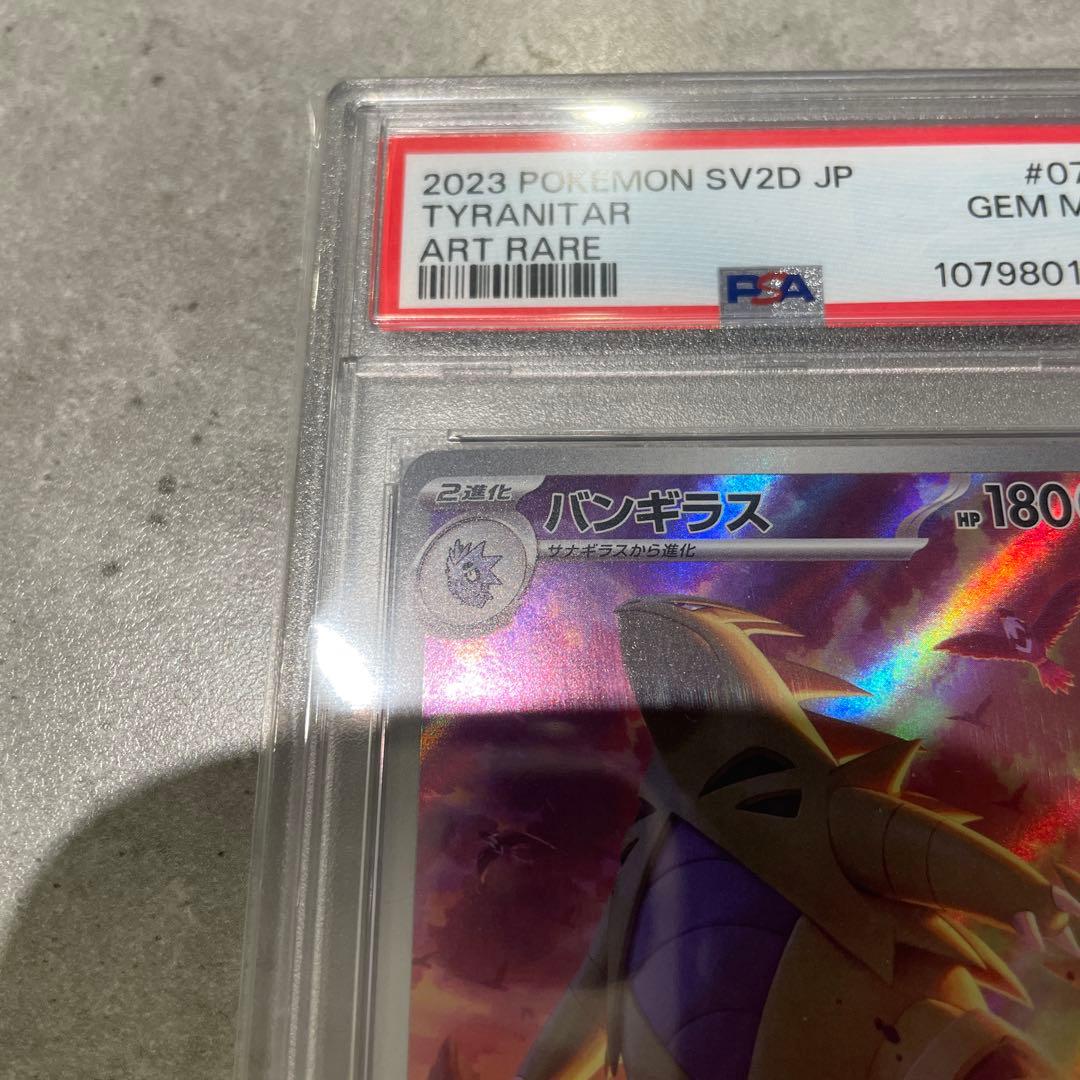 2023 POKEMON SV2D JP #07
TYRANITAR GEM M
ART RARE
PSA 1079801
2進化 バンギラス HP 180
サナギラスから進化